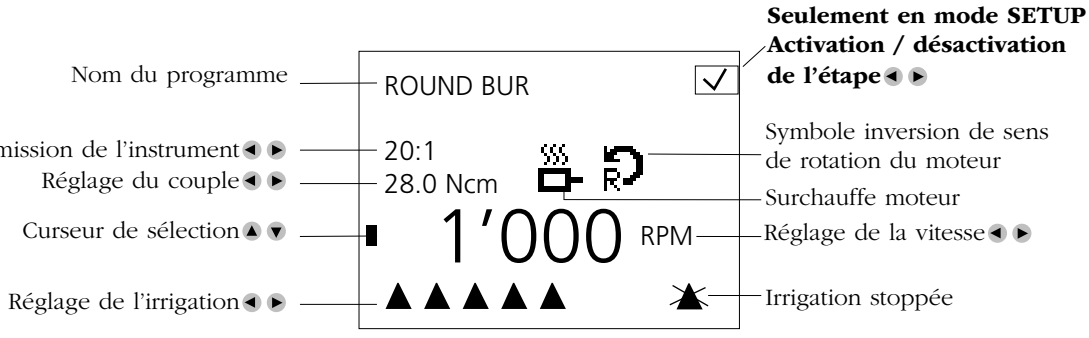 Seulement en mode SETUP
Activation / désactivation
de l'étape ◀ ▶
Nom du programme
ROUND BUR
mission de l'instrument ◀ ▶
20:1
Symbole inversion de sens
de rotation du moteur
Réglage du couple ◀ ▶
28.0 Ncm
R
Surchauffe moteur
Curseur de sélection ▲ ▼
1'000 RPM
Réglage de la vitesse ◀ ▶
Réglage de l'irrigation ◀ ▶
Irrigation stoppée